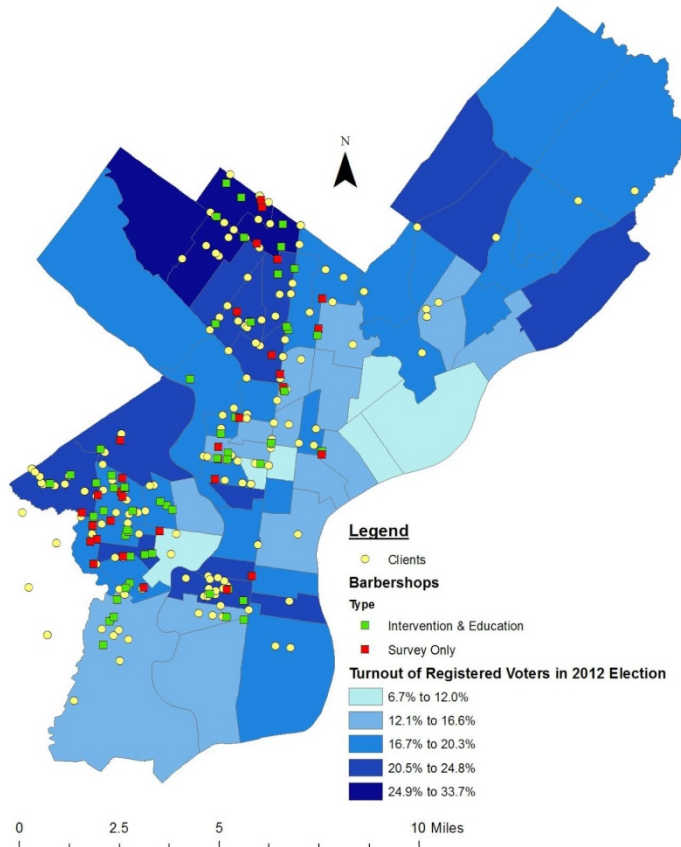 N
Legend
Clients
Barbershops
Type
Intervention & Education
Survey Only
Turnout of Registered Voters in 2012 Election
6.7% to 12.0%
12.1% to 16.6%
16.7% to 20.3%
20.5% to 24.8%
24.9% to 33.7%
0 2.5 5 10 Miles